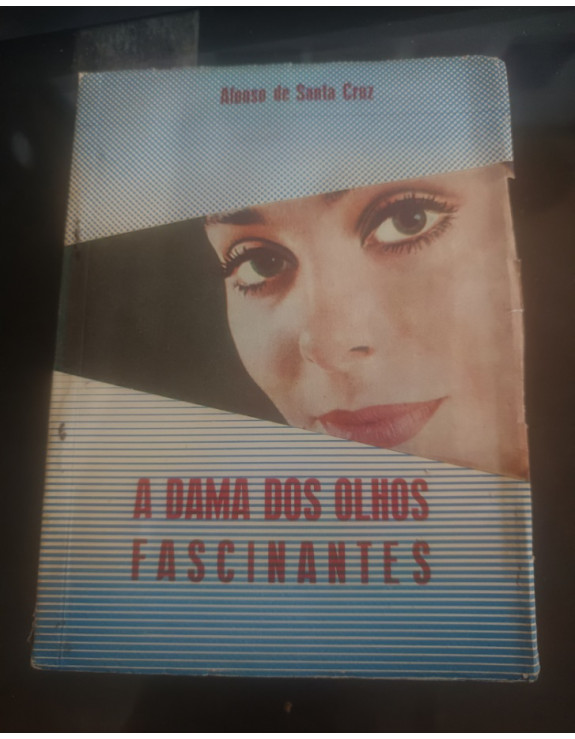 Afonso de Santa Cruz
A DAMA DOS OLHOS
FASCINANTES